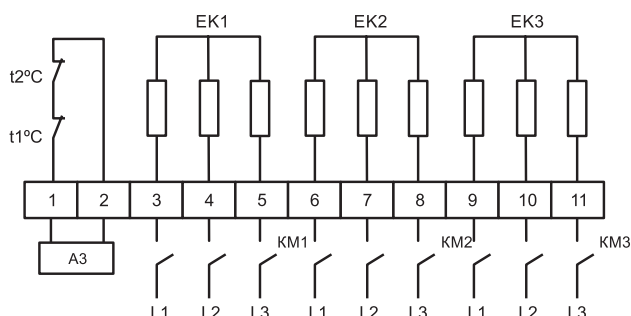 EK1 EK2 EK3
t2ºC
t1ºC
1 2 3 4 5 6 7 8 9 10 11
A3 KM1 KM2 KM3
L1 L2 L3 L1 L2 L3 L1 L2 L3